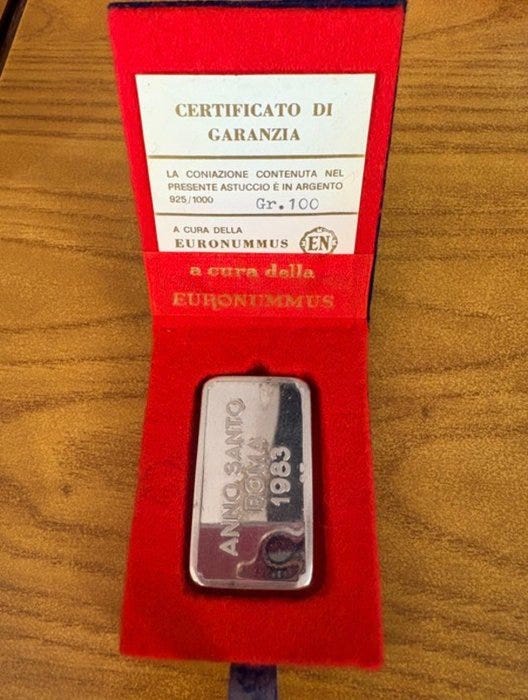 CERTIFICATO DI
GARANZIA
LA CONIAZIONE CONTENUTA NEL
PRESENTE ASTUCCIO È IN ARGENTO
925/1000 Gr.100
A CURA DELLA
EURONUMMUS EN
a cura della
EURONUMMUS
ANNO SANTO
ROMA
1983